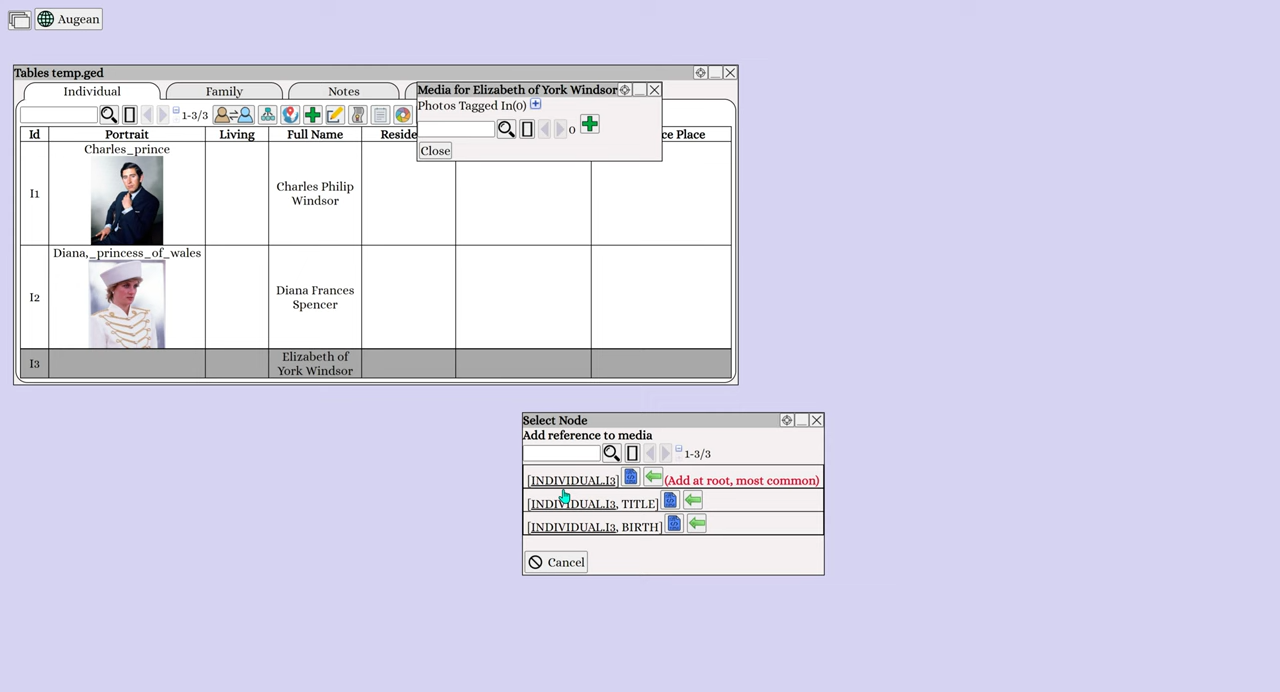 Augean
Tables temp.ged
Individual
Family
Notes
1-3/3
Id Portrait Living Full Name Reside
ce Place
I1
Charles_prince
Charles Philip
Windsor
I2
Diana,_princess_of_wales
Diana Frances
Spencer
I3
Elizabeth of
York Windsor
Media for Elizabeth of York Windsor
Photos Tagged In(0)
0
Close
Select Node
Add reference to media
1-3/3
[INDIVIDUAL.I3] (Add at root, most common)
[INDIVIDUAL.I3, TITLE]
[INDIVIDUAL.I3, BIRTH]
Cancel